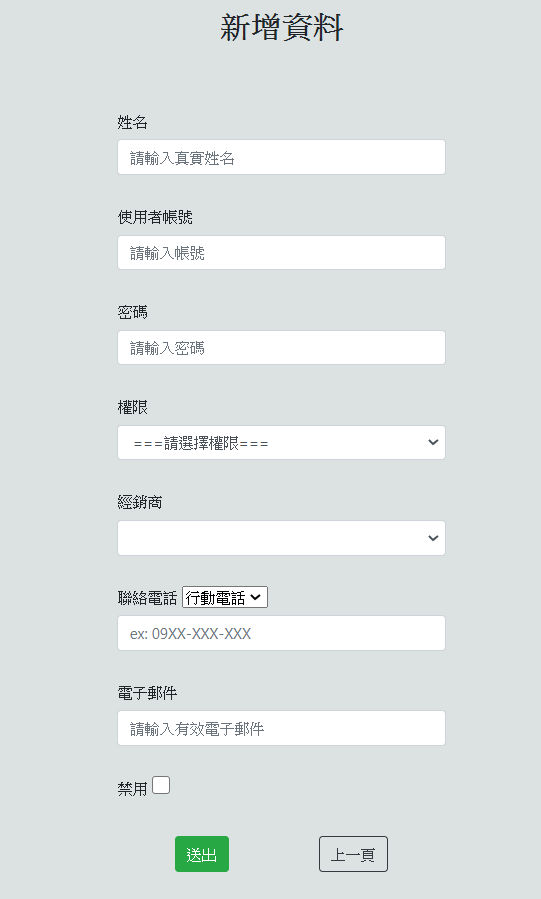 新增資料
姓名
請輸入真實姓名
使用者帳號
請輸入帳號
密碼
請輸入密碼
權限
===請選擇權限===
經銷商
聯絡電話 行動電話
ex: 09XX-XXX-XXX
電子郵件
請輸入有效電子郵件
禁用
送出 上一頁